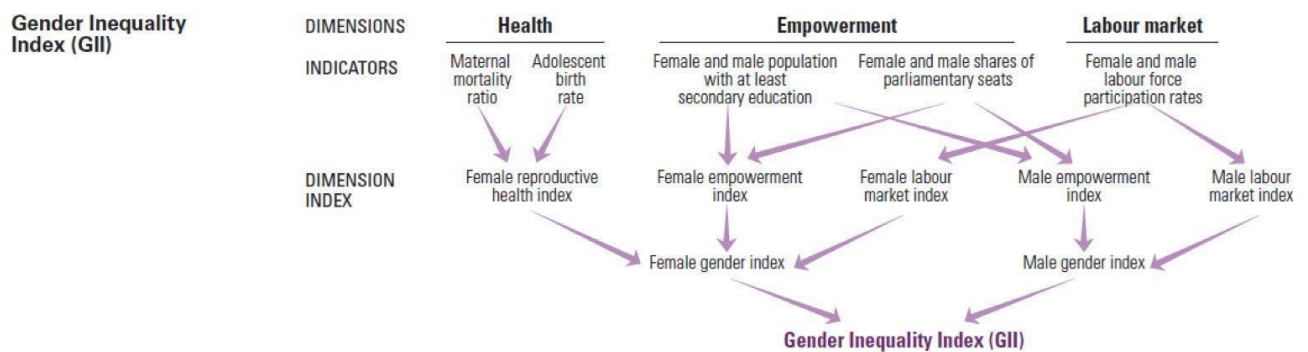 Gender Inequality
Index (GII)
DIMENSIONS
Health
Empowerment
Labour market
INDICATORS
Maternal
mortality
ratio
Adolescent
birth
rate
Female and male population
with at least
secondary education
Female and male shares of
parliamentary seats
Female and male
labour force
participation rates
DIMENSION
INDEX
Female reproductive
health index
Female empowerment
index
Female labour
market index
Male empowerment
index
Male labour
market index
Female gender index
Male gender index
Gender Inequality Index (GII)